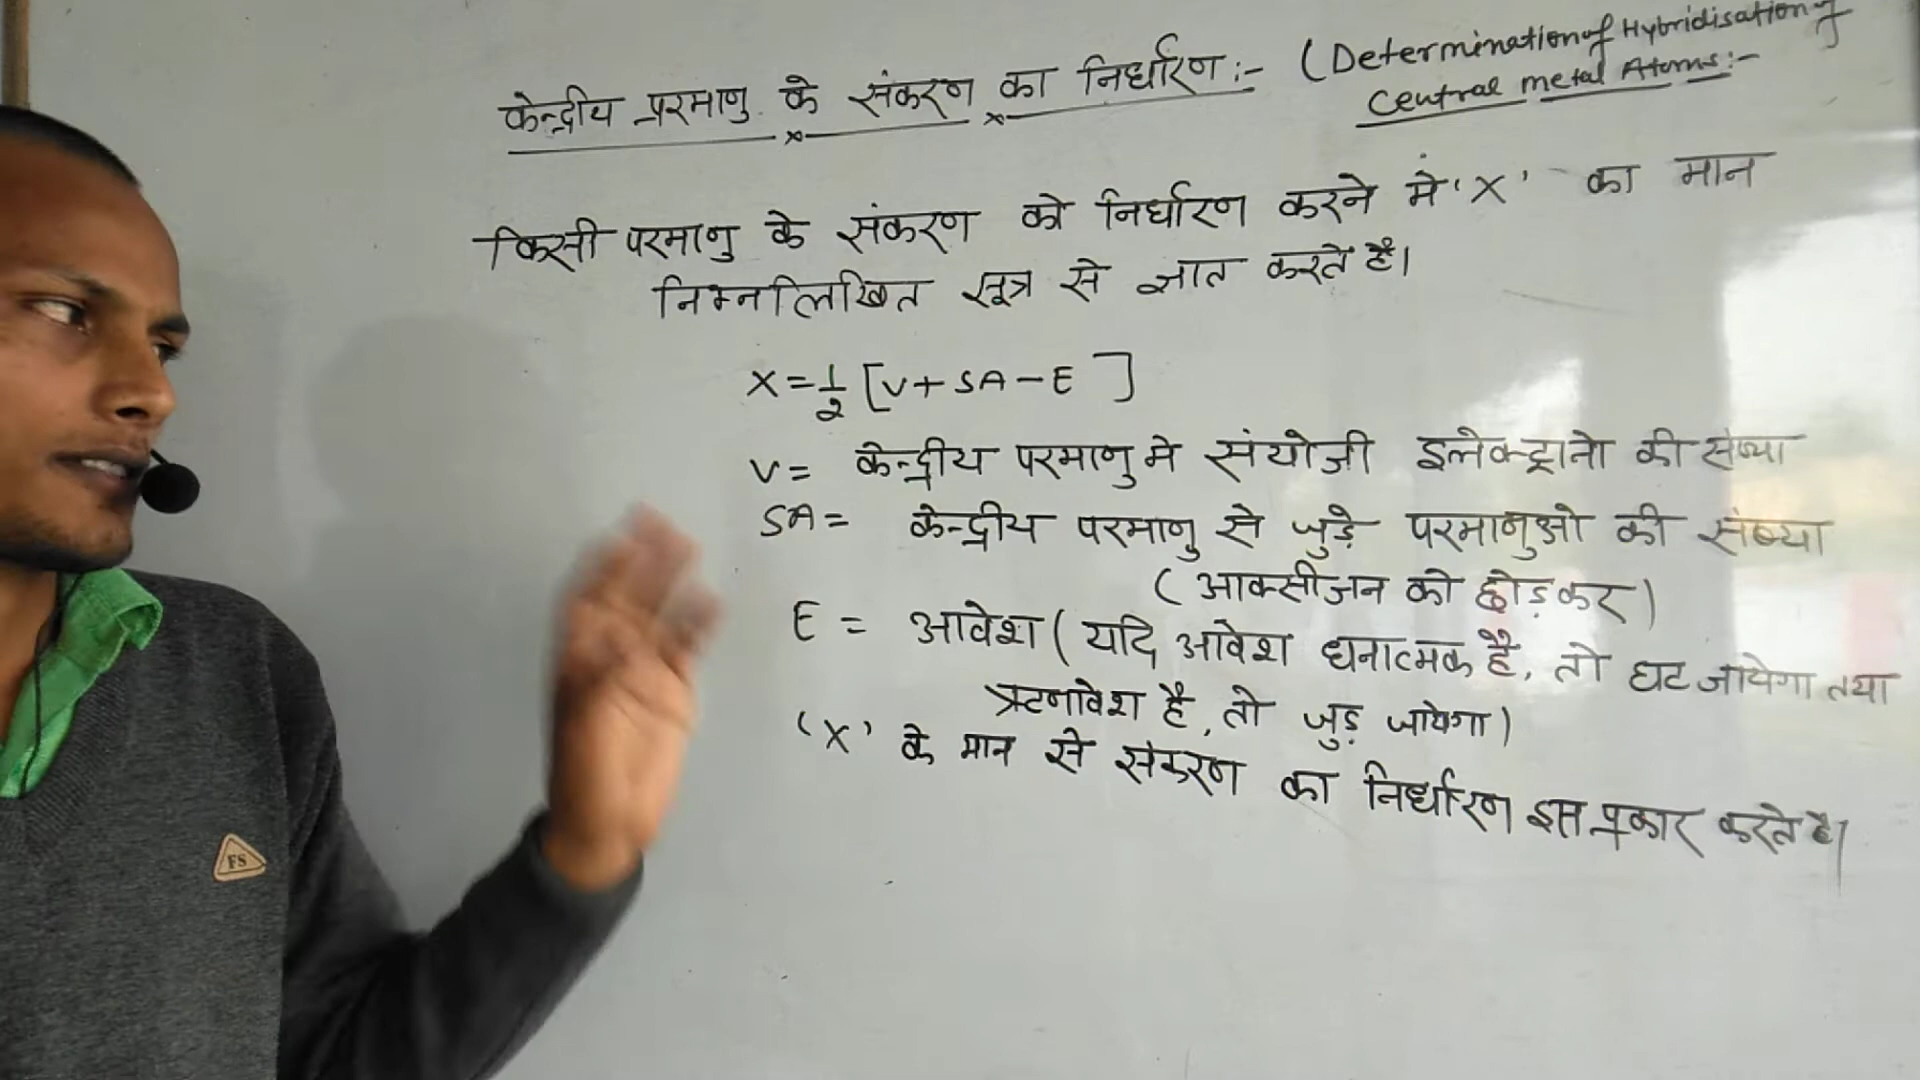 केन्द्रीय परमाणु के संकरण का निर्धारण:- (Determination of Hybridisation of
Central metal Atoms:-
किसी परमाणु के संकरण को निर्धारण करने में 'X' का मान
निम्नलिखित सूत्र से ज्ञात करते हैं।
X = 1/2 [V + SA - E ]
V = केन्द्रीय परमाणु मे संयोजी इलेक्ट्रानो की संख्या
SA = केन्द्रीय परमाणु से जुड़े परमाणुओ की संख्या
(आक्सीजन को छोड़कर)
E = आवेश (यदि आवेश धनात्मक है, तो घट जायेगा तथा
ऋणावेश है, तो जुड़ जायेगा)
'X' के मान से संकरण का निर्धारण इस प्रकार करते है।
FS